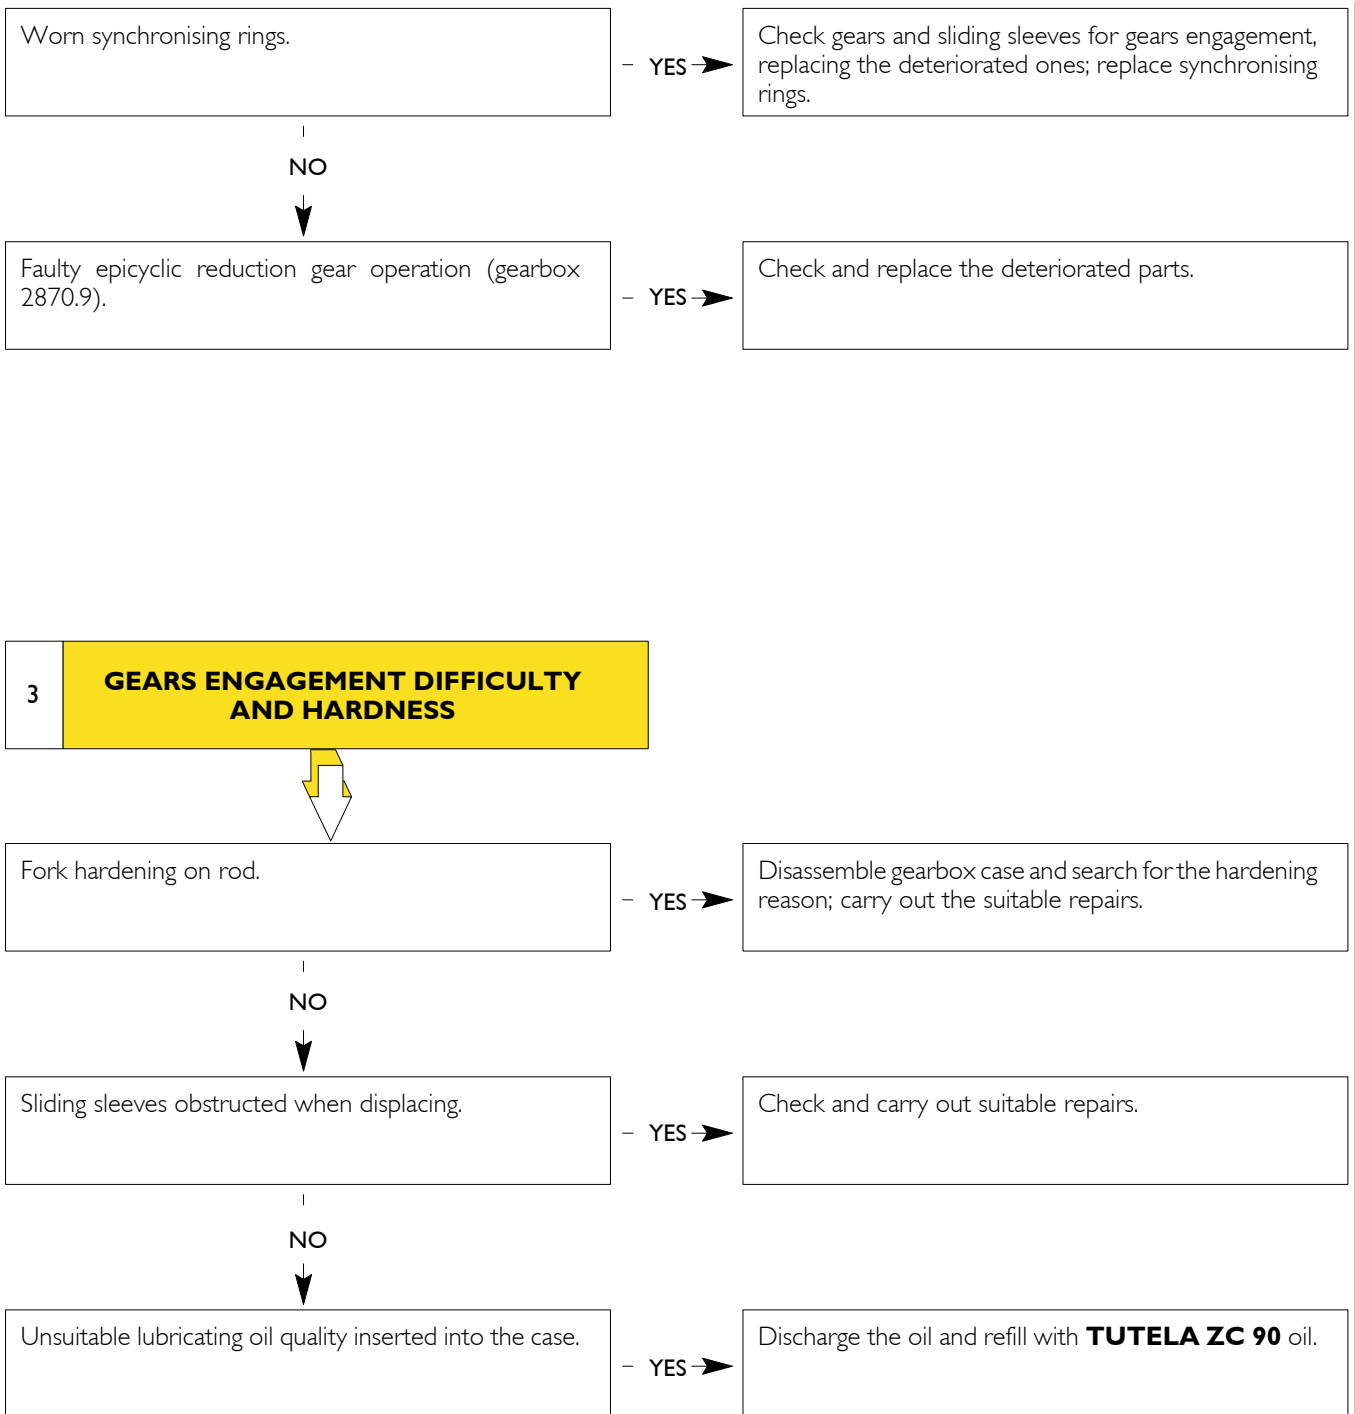 Worn synchronising rings.
YES
Check gears and sliding sleeves for gears engagement,
replacing the deteriorated ones; replace synchronising
rings.
NO
Faulty epicyclic reduction gear operation (gearbox
2870.9).
YES
Check and replace the deteriorated parts.
3
GEARS ENGAGEMENT DIFFICULTY
AND HARDNESS
Fork hardening on rod.
YES
Disassemble gearbox case and search for the hardening
reason; carry out the suitable repairs.
NO
Sliding sleeves obstructed when displacing.
YES
Check and carry out suitable repairs.
NO
Unsuitable lubricating oil quality inserted into the case.
YES
Discharge the oil and refill with TUTELA ZC 90 oil.